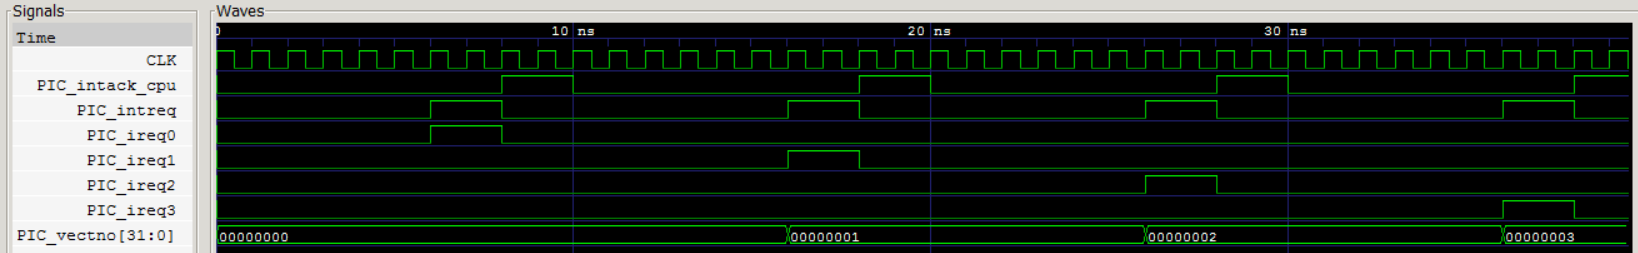 Signals
Waves
Time
0 10 ns 20 ns 30 ns
CLK
PIC_intack_cpu
PIC_intreq
PIC_ireq0
PIC_ireq1
PIC_ireq2
PIC_ireq3
PIC_vectno[31:0] 00000000 00000001 00000002 00000003